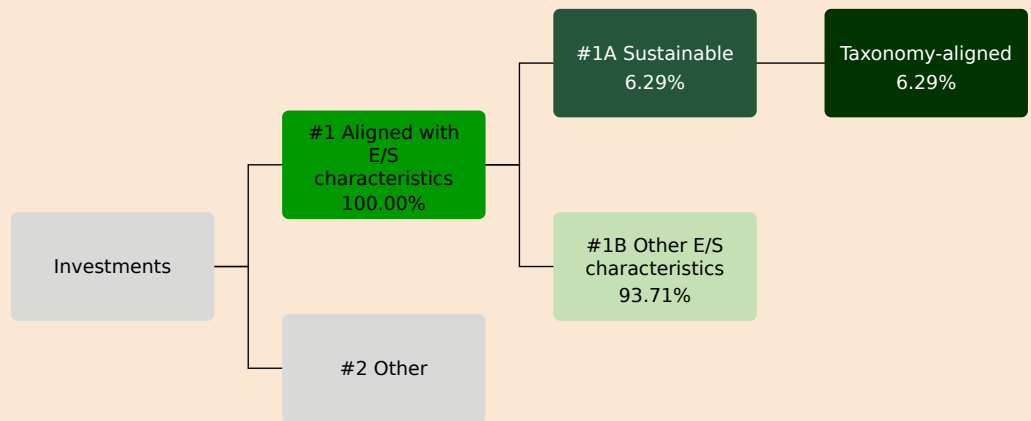 Investments
#1 Aligned with
E/S
characteristics
100.00%
#2 Other
#1A Sustainable
6.29%
#1B Other E/S
characteristics
93.71%
Taxonomy-aligned
6.29%